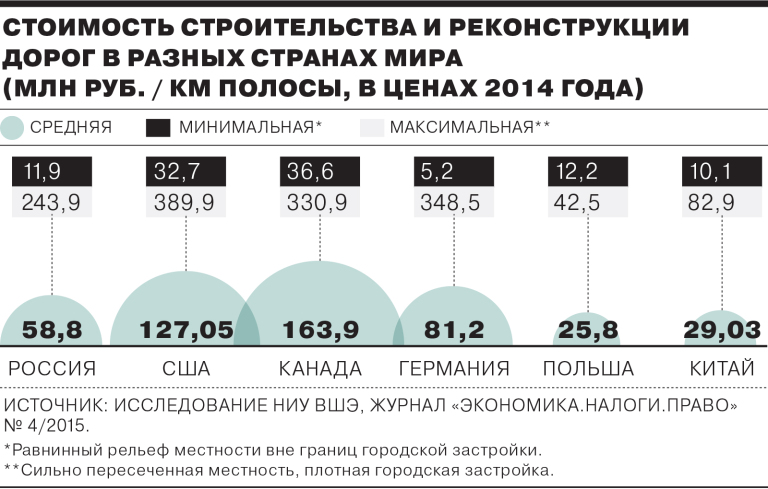 СТОИМОСТЬ СТРОИТЕЛЬСТВА И РЕКОНСТРУКЦИИ
ДОРОГ В РАЗНЫХ СТРАНАХ МИРА
(МЛН РУБ. / КМ ПОЛОСЫ, В ЦЕНАХ 2014 ГОДА)
СРЕДНЯЯ МИНИМАЛЬНАЯ* МАКСИМАЛЬНАЯ**
11,9 32,7 36,6 5,2 12,2 10,1
243,9 389,9 330,9 348,5 42,5 82,9
58,8 127,05 163,9 81,2 25,8 29,03
РОССИЯ США КАНАДА ГЕРМАНИЯ ПОЛЬША КИТАЙ
ИСТОЧНИК: ИССЛЕДОВАНИЕ НИУ ВШЭ, ЖУРНАЛ «ЭКОНОМИКА.НАЛОГИ.ПРАВО»
№ 4/2015.
*Равнинный рельеф местности вне границ городской застройки.
**Сильно пересеченная местность, плотная городская застройка.